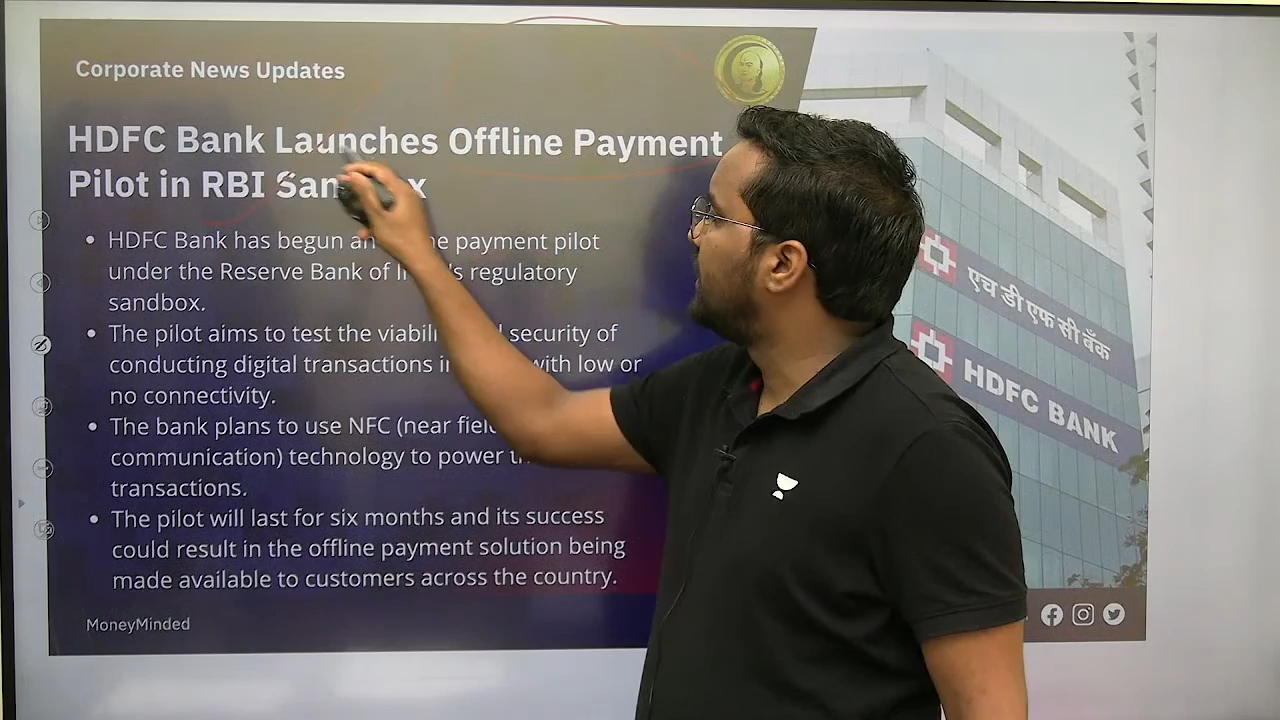 Corporate News Updates
HDFC Bank Launches Offline Payment
Pilot in RBI San x
HDFC Bank has begun an e payment pilot
under the Reserve Bank of I 's regulatory
sandbox.
The pilot aims to test the viabili security of
conducting digital transactions i with low or
no connectivity.
The bank plans to use NFC (near fiel
communication) technology to power t
transactions.
The pilot will last for six months and its success
could result in the offline payment solution being
made available to customers across the country.
MoneyMinded
एच डी एफ सी बैंक
HDFC BANK